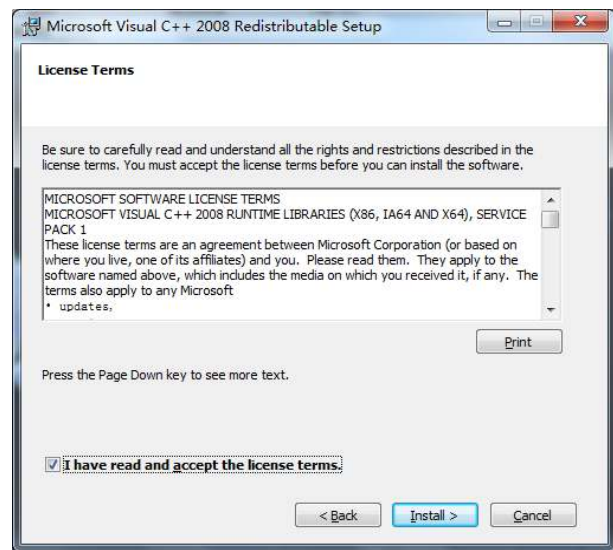 Microsoft Visual C++ 2008 Redistributable Setup
License Terms
Be sure to carefully read and understand all the rights and restrictions described in the
license terms. You must accept the license terms before you can install the software.
MICROSOFT SOFTWARE LICENSE TERMS
MICROSOFT VISUAL C++ 2008 RUNTIME LIBRARIES (X86, IA64 AND X64), SERVICE
PACK 1
These license terms are an agreement between Microsoft Corporation (or based on
where you live, one of its affiliates) and you.  Please read them.  They apply to the
software named above, which includes the media on which you received it, if any.  The
terms also apply to any Microsoft
• updates,
Print
Press the Page Down key to see more text.
I have read and accept the license terms.
< Back
Install >
Cancel